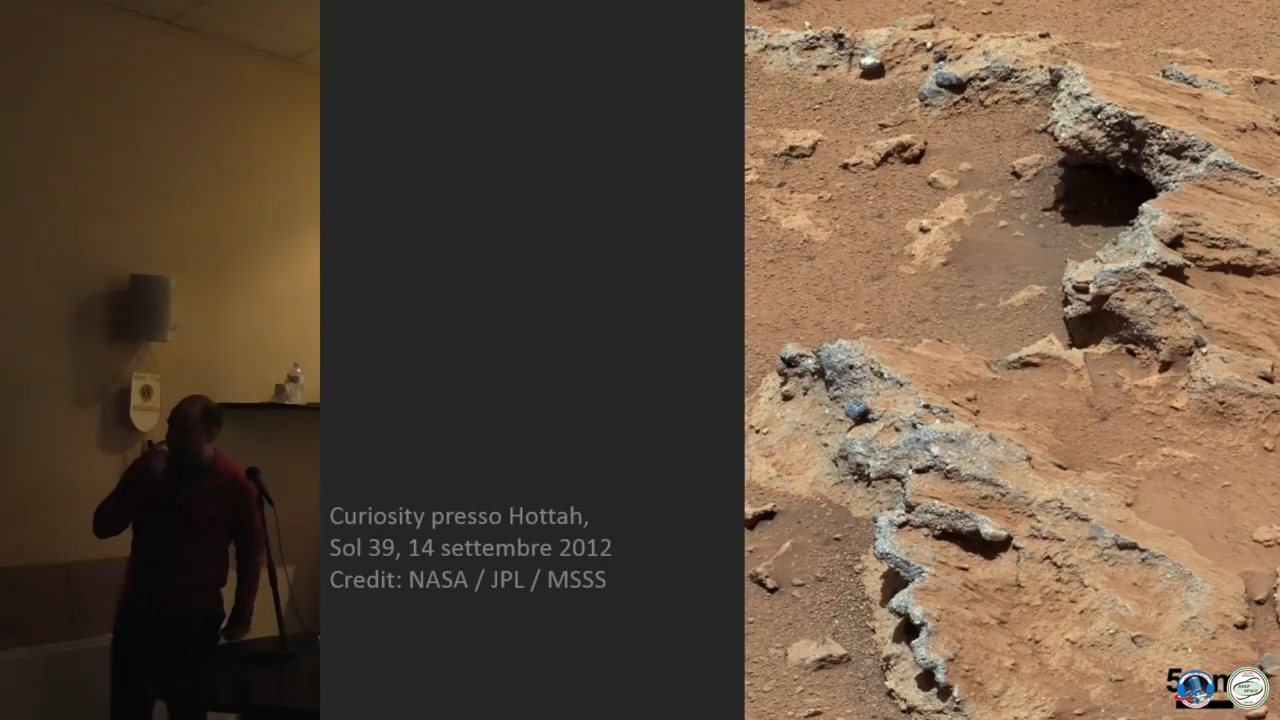 Curiosity presso Hottah,
Sol 39, 14 settembre 2012
Credit: NASA / JPL / MSSS